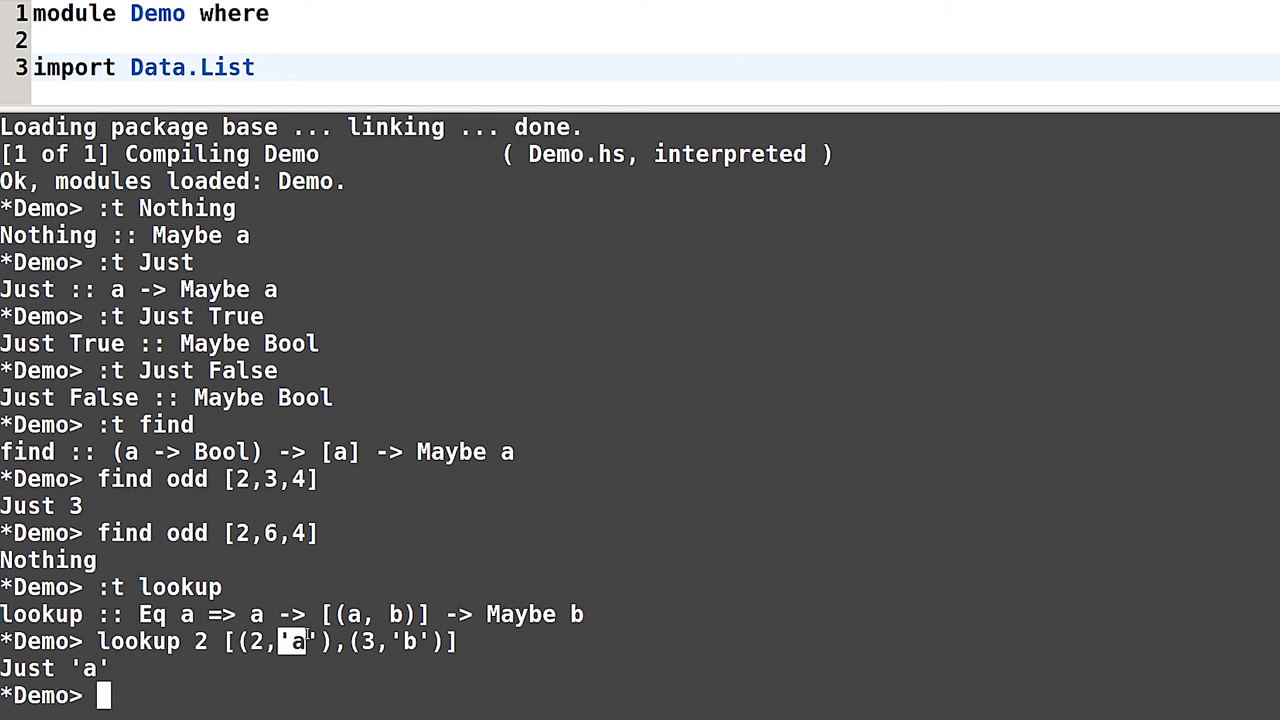 1 module Demo where
2
3 import Data.List
Loading package base ... linking ... done.
[1 of 1] Compiling Demo             ( Demo.hs, interpreted )
Ok, modules loaded: Demo.
*Demo> :t Nothing
Nothing :: Maybe a
*Demo> :t Just
Just :: a -> Maybe a
*Demo> :t Just True
Just True :: Maybe Bool
*Demo> :t Just False
Just False :: Maybe Bool
*Demo> :t find
find :: (a -> Bool) -> [a] -> Maybe a
*Demo> find odd [2,3,4]
Just 3
*Demo> find odd [2,6,4]
Nothing
*Demo> :t lookup
lookup :: Eq a => a -> [(a, b)] -> Maybe b
*Demo> lookup 2 [(2,'a'),(3,'b')]
Just 'a'
*Demo>